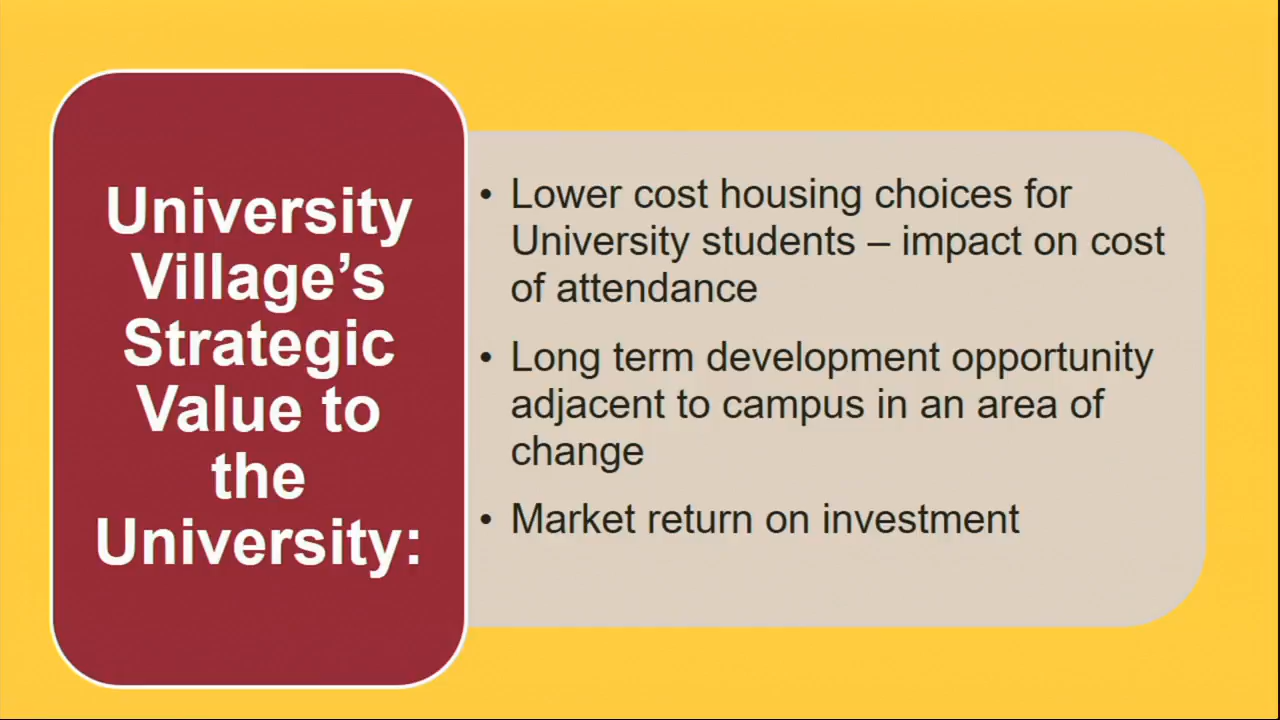 University
Village’s
Strategic
Value to
the
University:
• Lower cost housing choices for
University students – impact on cost
of attendance
• Long term development opportunity
adjacent to campus in an area of
change
• Market return on investment